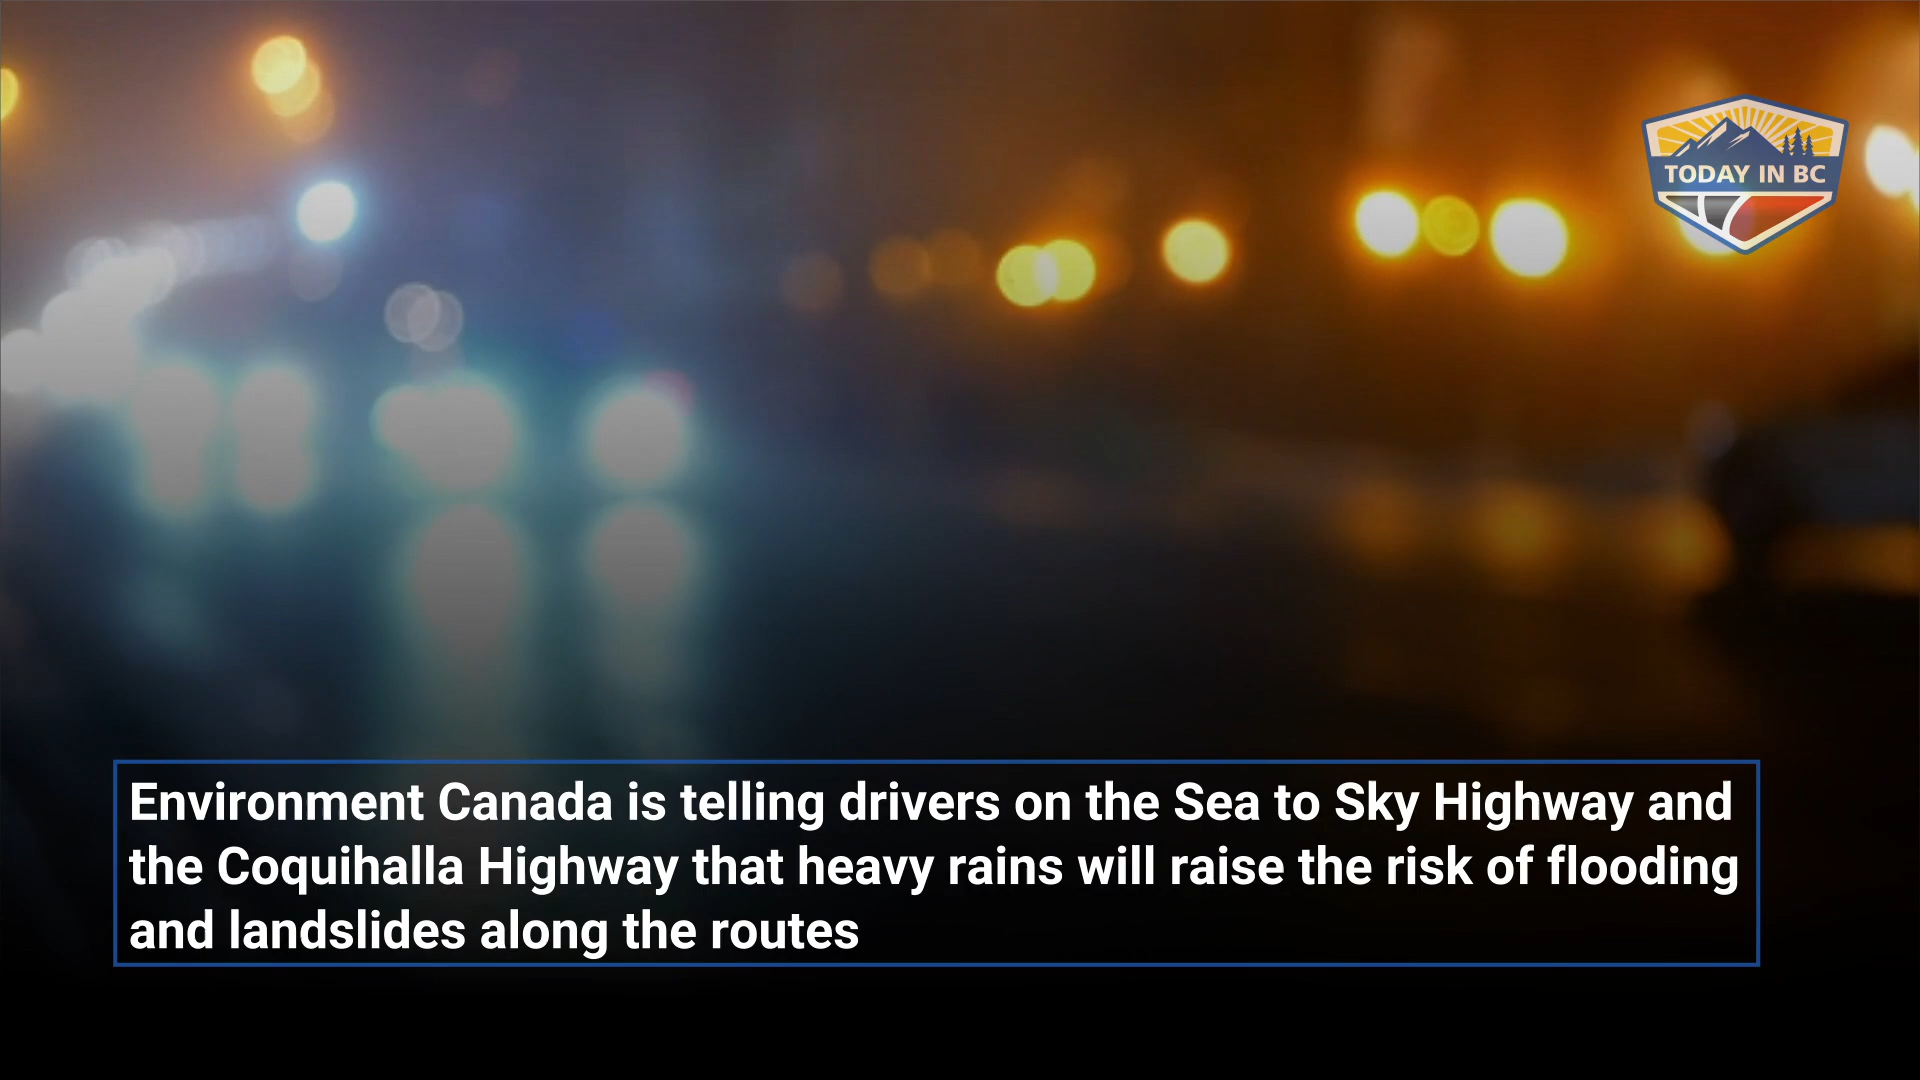 TODAY IN BC
Environment Canada is telling drivers on the Sea to Sky Highway and
the Coquihalla Highway that heavy rains will raise the risk of flooding
and landslides along the routes